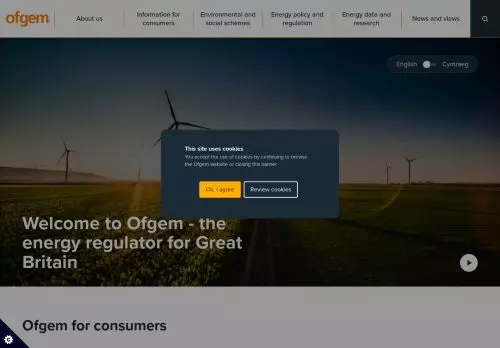 ofgem
About us
Information for
consumers
Environmental and
social schemes
Energy policy and
regulation
Energy data and
research
News and views
English Cymraeg
This site uses cookies
You accept the use of cookies by continuing to browse
the Ofgem website or closing this banner
Ok, I agree
Review cookies
Welcome to Ofgem - the
energy regulator for Great
Britain
Ofgem for consumers